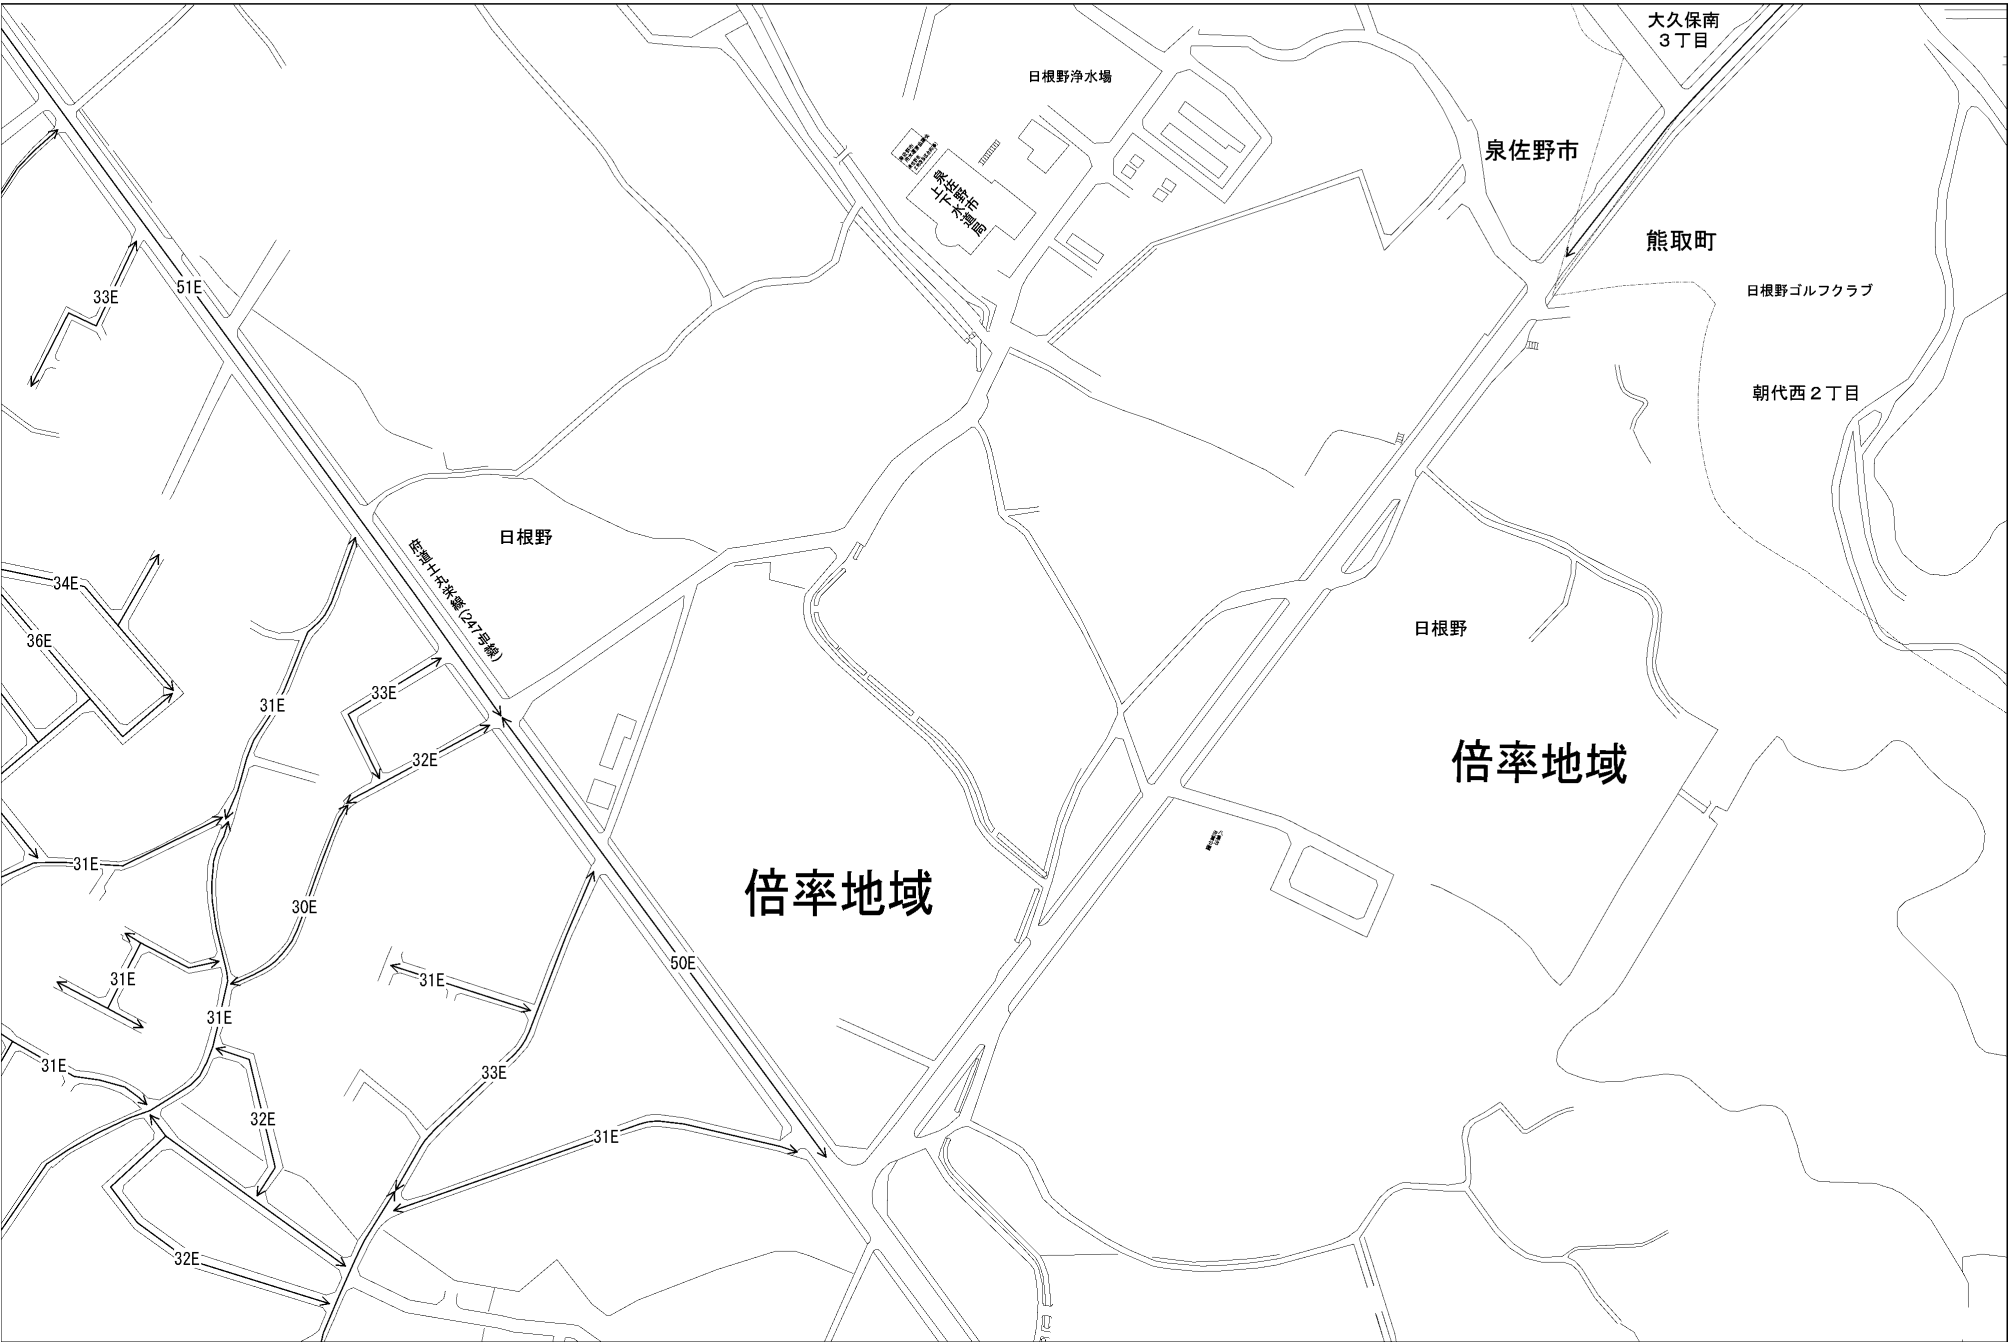 大久保南
3丁目
日根野浄水場
泉佐野市
泉佐野市
上下水道局
熊取町
51E
33E
日根野ゴルフクラブ
朝代西2丁目
日根野
府道土丸栄線(247号線)
34E
36E
日根野
33E
31E
32E
倍率地域
31E
倍率地域
30E
50E
31E
31E
31E
31E
33E
32E
31E
32E